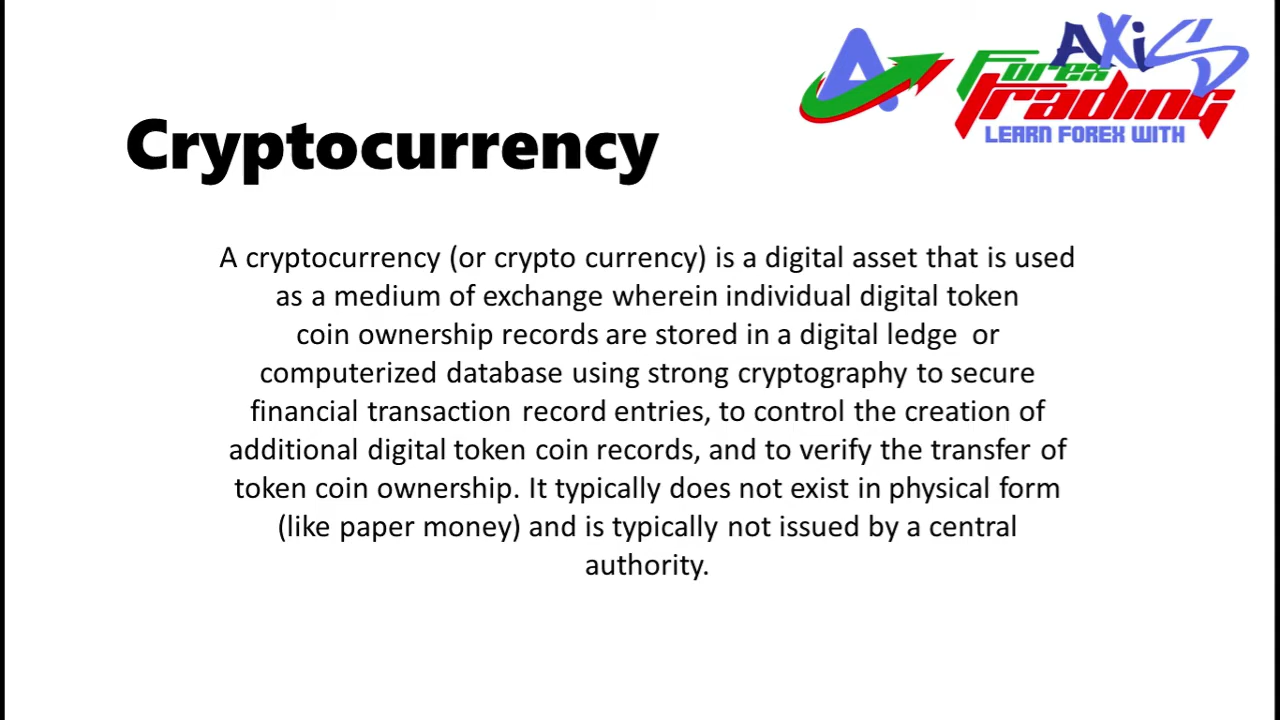 AXiS
Forex
Trading
LEARN FOREX WITH
Cryptocurrency
A cryptocurrency (or crypto currency) is a digital asset that is used
as a medium of exchange wherein individual digital token
coin ownership records are stored in a digital ledge or
computerized database using strong cryptography to secure
financial transaction record entries, to control the creation of
additional digital token coin records, and to verify the transfer of
token coin ownership. It typically does not exist in physical form
(like paper money) and is typically not issued by a central
authority.